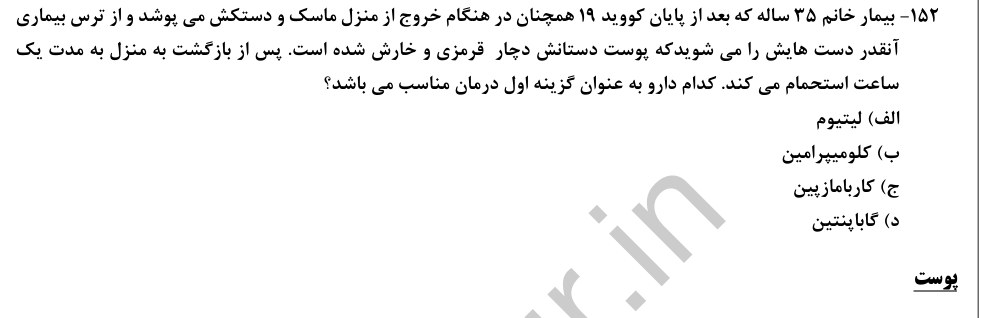 ۱۵۲- بیمار خانم ۳۵ ساله که بعد از پایان کووید ۱۹ همچنان در هنگام خروج از منزل ماسک و دستکش می پوشد و از ترس بیماری
آنقدر دست هایش را می شویدکه پوست دستانش دچار قرمزی و خارش شده است. پس از بازگشت به منزل به مدت یک
ساعت استحمام می کند. کدام دارو به عنوان گزینه اول درمان مناسب می باشد؟
الف) لیتیوم
ب) کلومیپرامین
ج) کاربامازپین
د) گاباپنتین
پوست
r.in